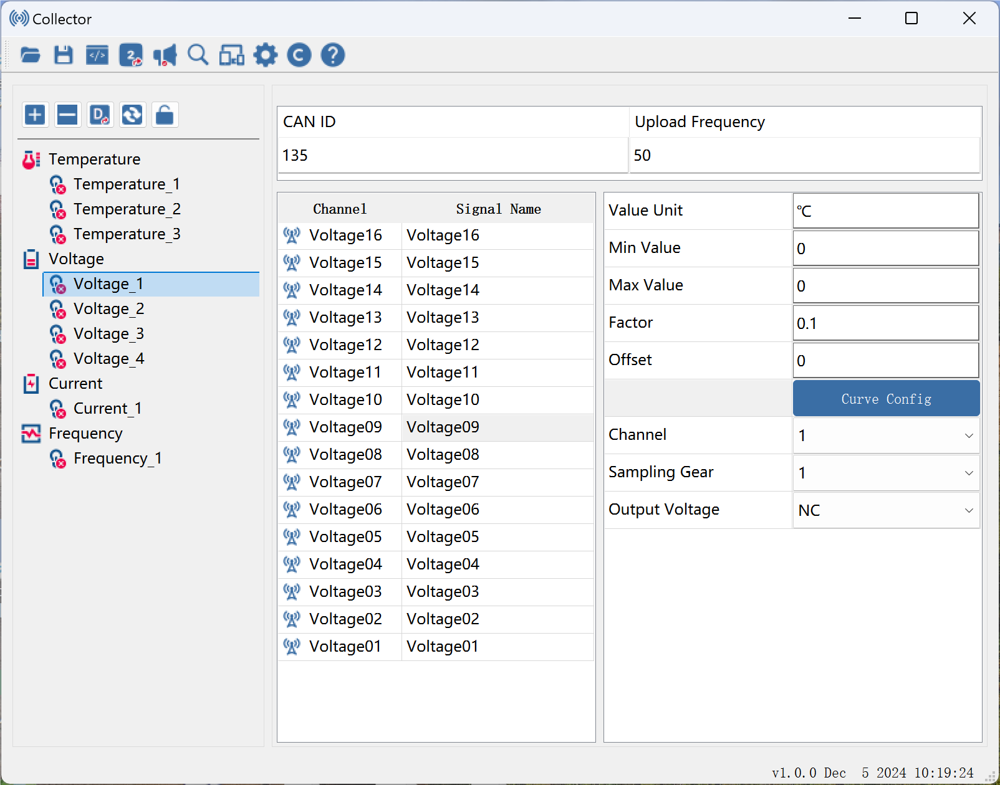 Collector
CAN ID Upload Frequency
135 50
Temperature
Temperature_1
Temperature_2
Temperature_3
Voltage
Voltage_1
Voltage_2
Voltage_3
Voltage_4
Current
Current_1
Frequency
Frequency_1
Channel Signal Name
Voltage16 Voltage16
Voltage15 Voltage15
Voltage14 Voltage14
Voltage13 Voltage13
Voltage12 Voltage12
Voltage11 Voltage11
Voltage10 Voltage10
Voltage09 Voltage09
Voltage08 Voltage08
Voltage07 Voltage07
Voltage06 Voltage06
Voltage05 Voltage05
Voltage04 Voltage04
Voltage03 Voltage03
Voltage02 Voltage02
Voltage01 Voltage01
Value Unit ℃
Min Value 0
Max Value 0
Factor 0.1
Offset 0
Curve Config
Channel 1
Sampling Gear 1
Output Voltage NC
v1.0.0 Dec 5 2024 10:19:24